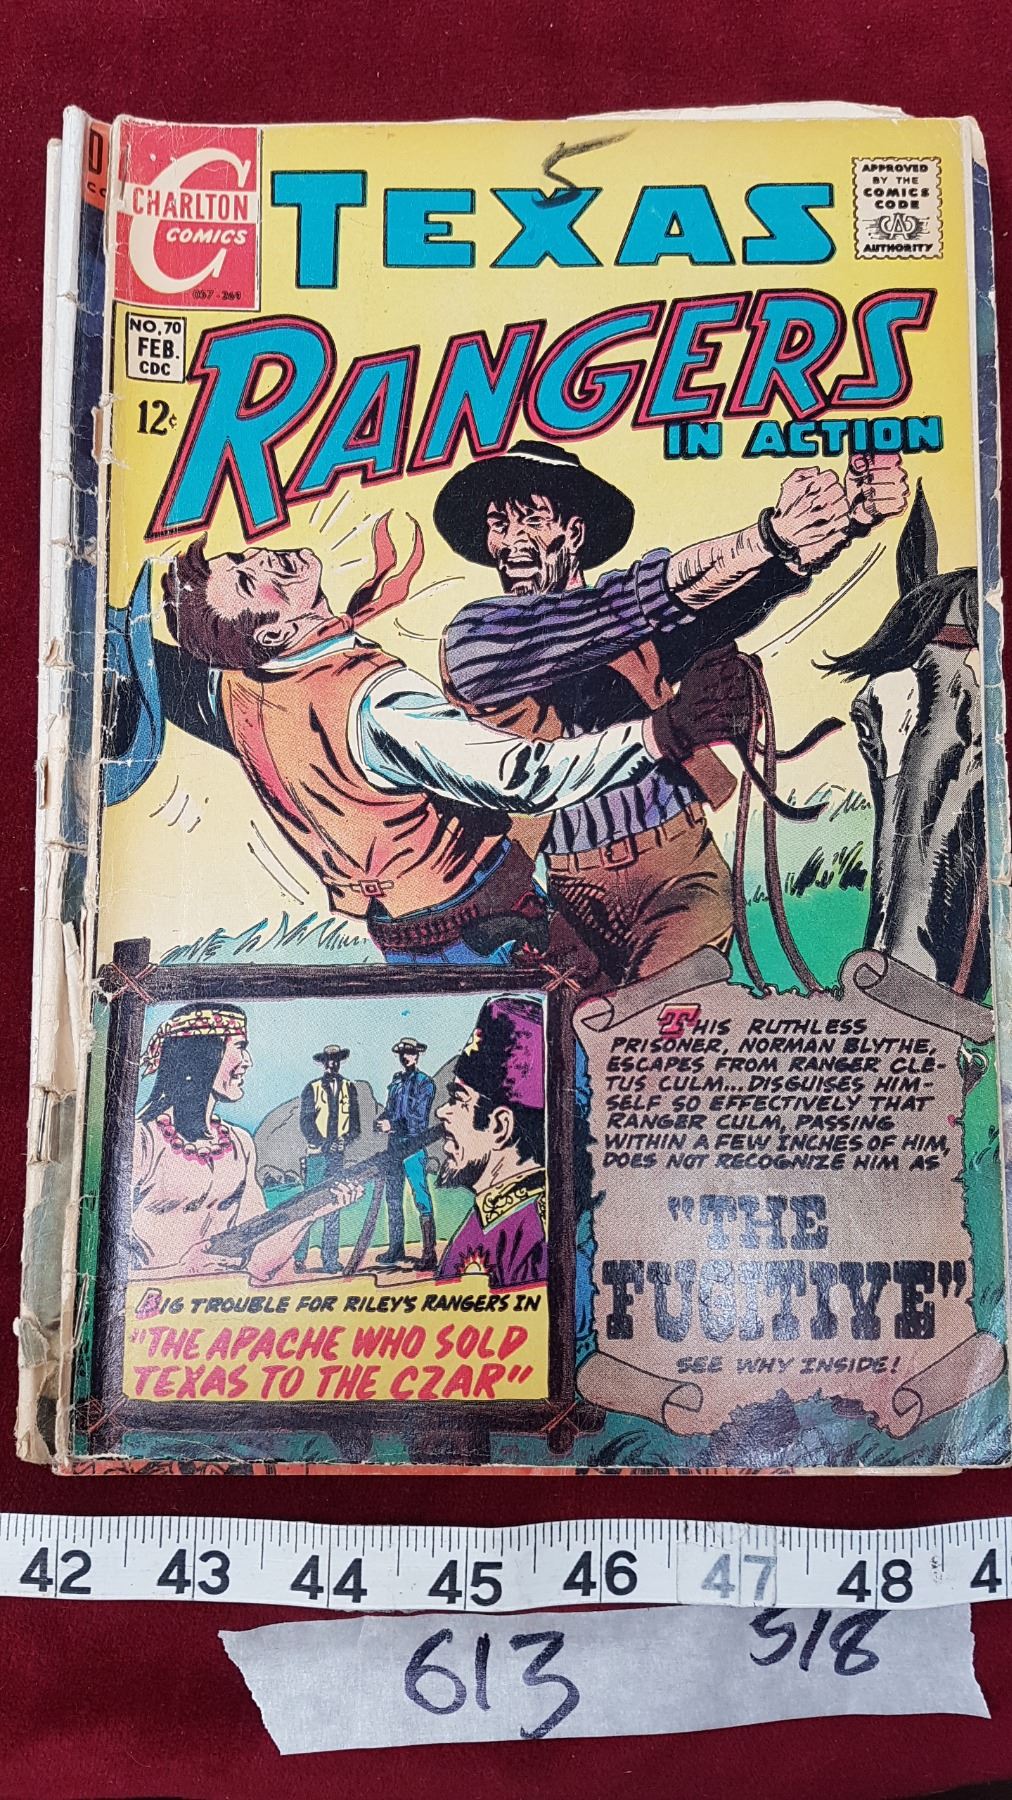 CHARLTON
COMICS
TEXAS
5
APPROVED
BY THE
COMICS
CODE
AUTHORITY
NO.70
FEB.
CDC
12¢
RANGERS
IN ACTION
THIS RUTHLESS
PRISONER, NORMAN BLYTHE,
ESCAPES FROM RANGER CLE-
TUS CULM...DISGUISES HIM-
SELF SO EFFECTIVELY THAT
RANGER CULM, PASSING
WITHIN A FEW INCHES OF HIM,
DOES NOT RECOGNIZE HIM AS
"THE
FUGITIVE"
SEE WHY INSIDE!
BIG TROUBLE FOR RILEY'S RANGERS IN
"THE APACHE WHO SOLD
TEXAS TO THE CZAR"
42 43 44 45 46 47 48 4
613 518